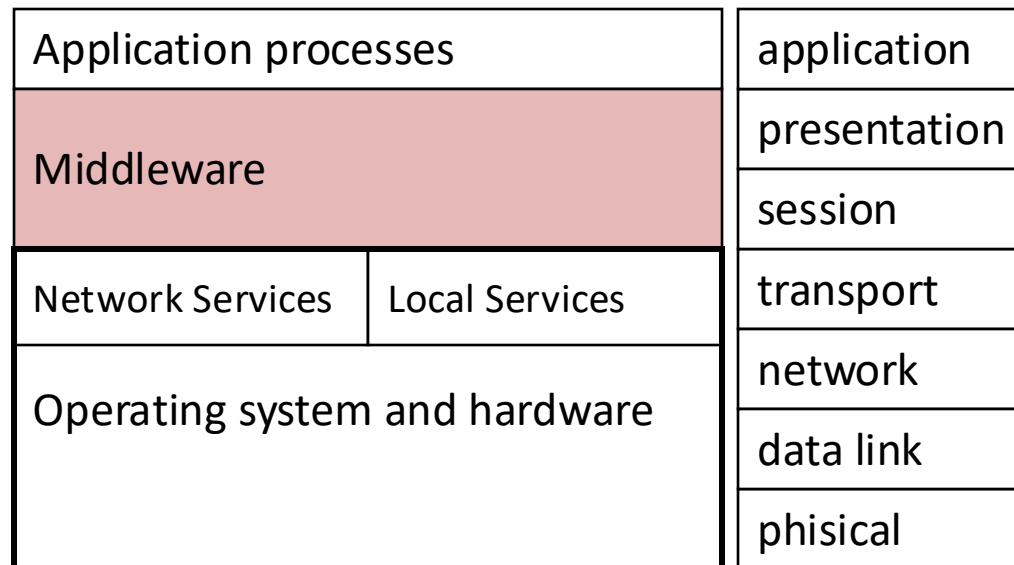 Application processes
Middleware
Network Services
Local Services
Operating system and hardware
application
presentation
session
transport
network
data link
phisical